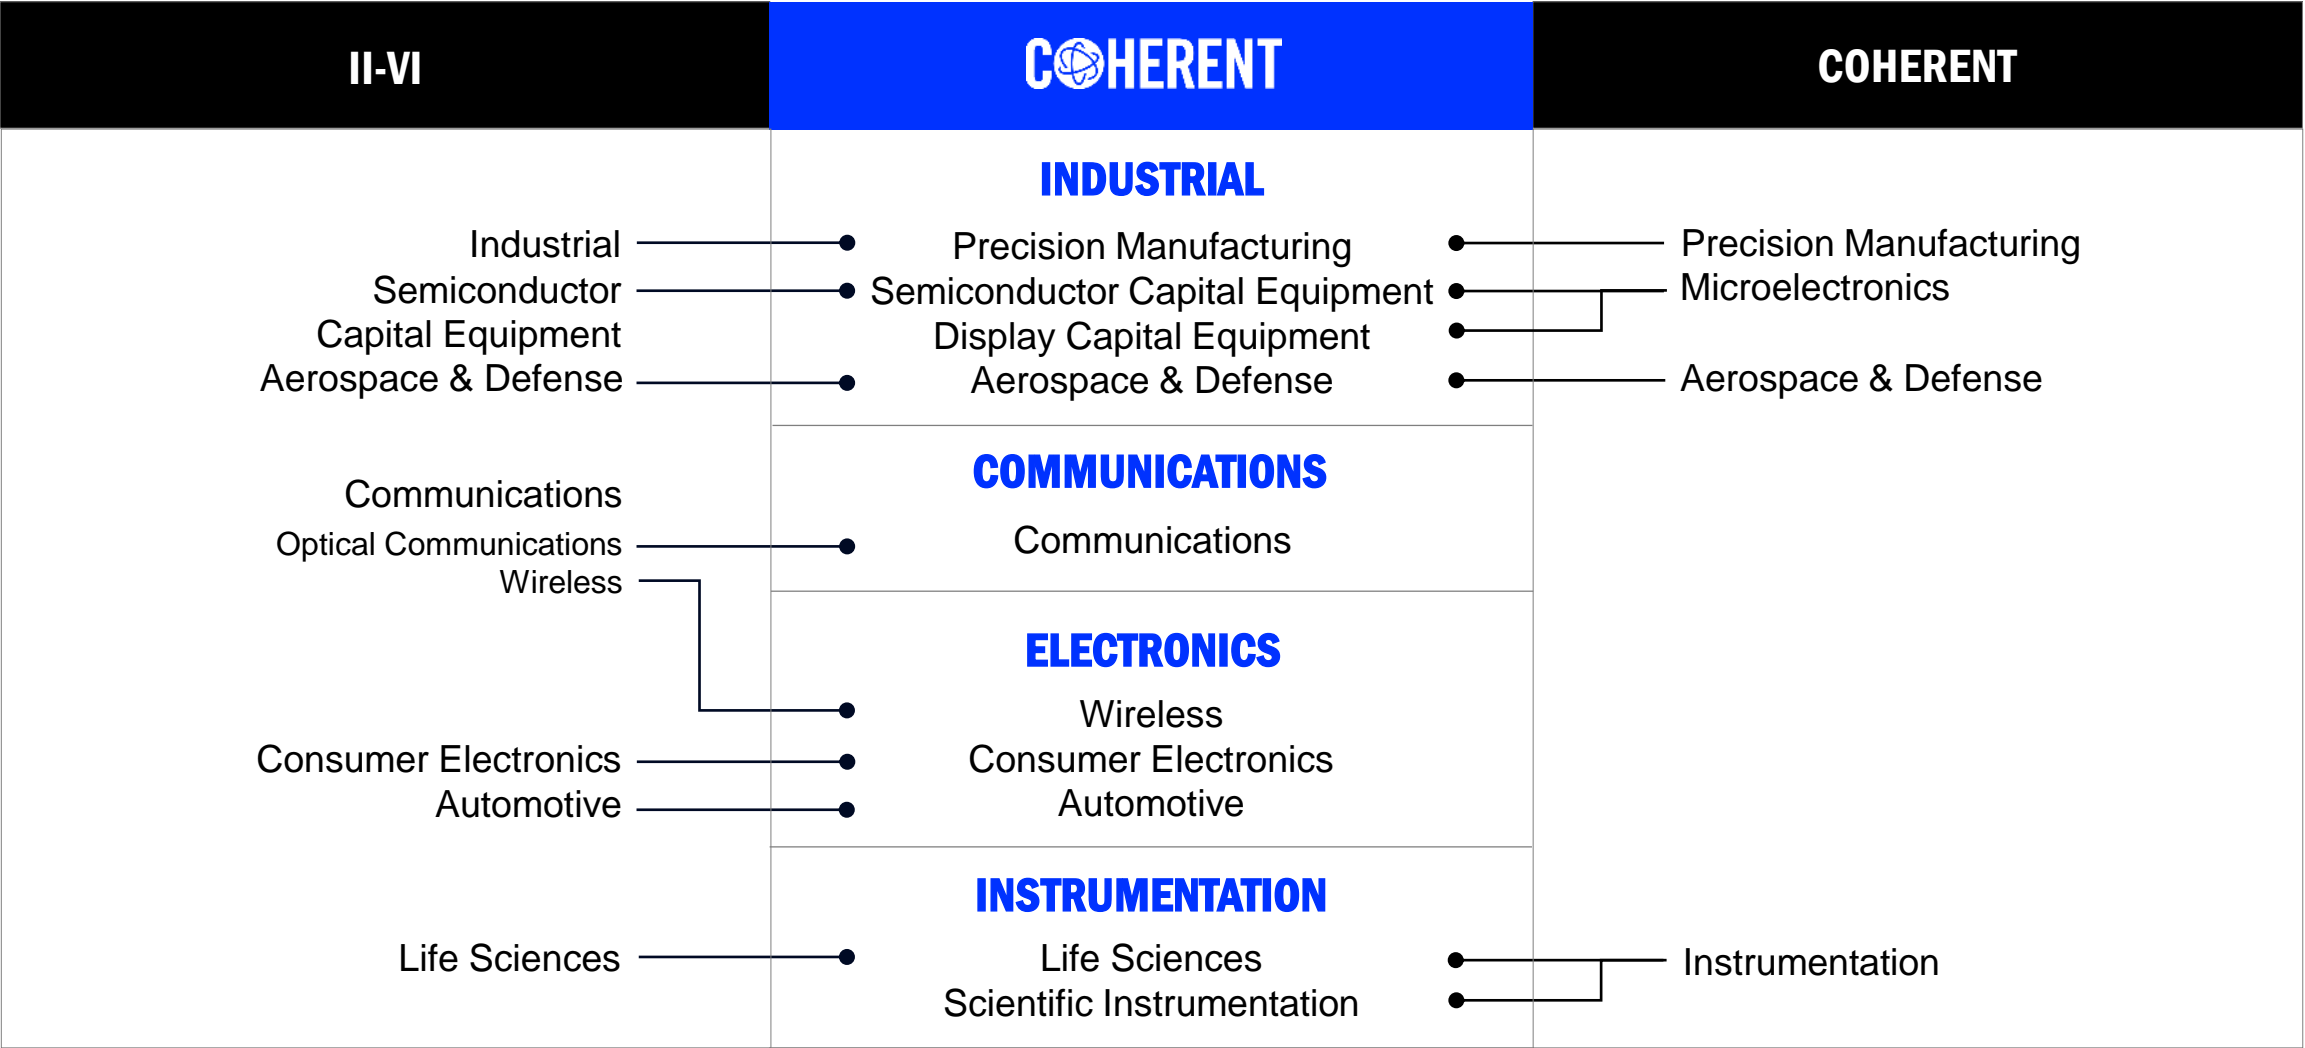 II-VI
COHERENT
COHERENT
INDUSTRIAL
Industrial
Precision Manufacturing
Precision Manufacturing
Semiconductor
Semiconductor Capital Equipment
Microelectronics
Capital Equipment
Display Capital Equipment
Aerospace & Defense
Aerospace & Defense
Aerospace & Defense
COMMUNICATIONS
Communications
Optical Communications
Communications
Wireless
ELECTRONICS
Wireless
Consumer Electronics
Consumer Electronics
Automotive
Automotive
INSTRUMENTATION
Life Sciences
Life Sciences
Instrumentation
Scientific Instrumentation